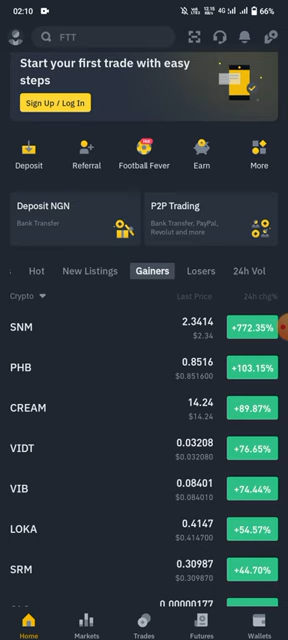 02:10
4G
66%
FTT
Start your first trade with easy
steps
Sign Up / Log In
Deposit
Referral
Football Fever
Earn
More
Deposit NGN
Bank Transfer
P2P Trading
Bank Transfer, PayPal,
Revolut and more
Hot New Listings Gainers Losers 24h Vol
Crypto Last Price 24h chg%
SNM 2.3414 +772.35%
$2.34
PHB 0.8516 +103.15%
$0.851600
CREAM 14.24 +89.87%
$14.24
VIDT 0.03208 +76.65%
$0.032080
VIB 0.08401 +74.44%
$0.084010
LOKA 0.4147 +54.57%
$0.414700
SRM 0.30987 +44.70%
$0.309870
0.00000177
Home Markets Trades Futures Wallets